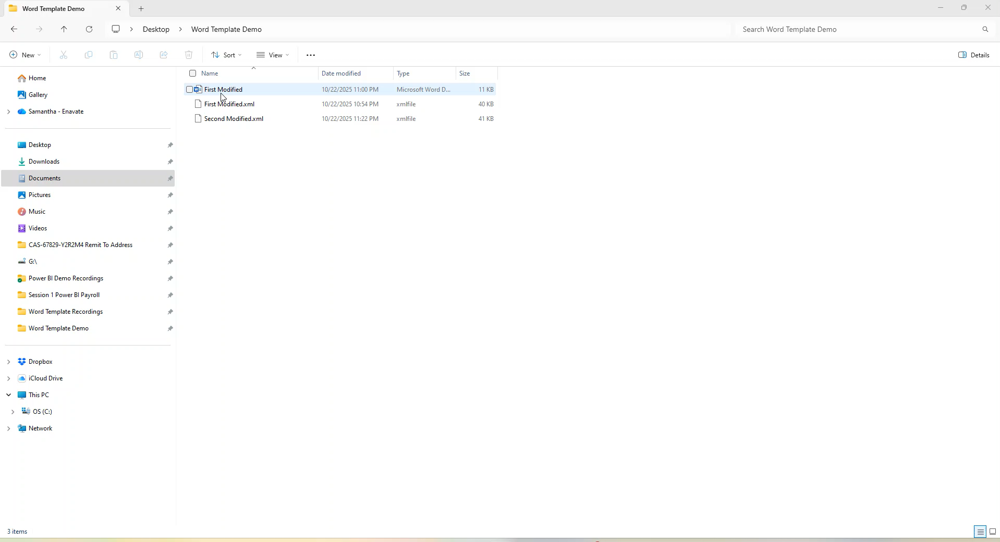 Word Template Demo
Desktop > Word Template Demo
Search Word Template Demo
New
Sort
View
Details
Name Date modified Type Size
First Modified 10/22/2025 11:00 PM Microsoft Word D... 11 KB
First Modified.xml 10/22/2025 10:54 PM xmlfile 40 KB
Second Modified.xml 10/22/2025 11:22 PM xmlfile 41 KB
Home
Gallery
Samantha - Enavate
Desktop
Downloads
Documents
Pictures
Music
Videos
CAS-67829-Y2R2M4 Remit To Address
G:\
Power BI Demo Recordings
Session 1 Power BI Payroll
Word Template Recordings
Word Template Demo
Dropbox
iCloud Drive
This PC
OS (C:)
Network
3 items